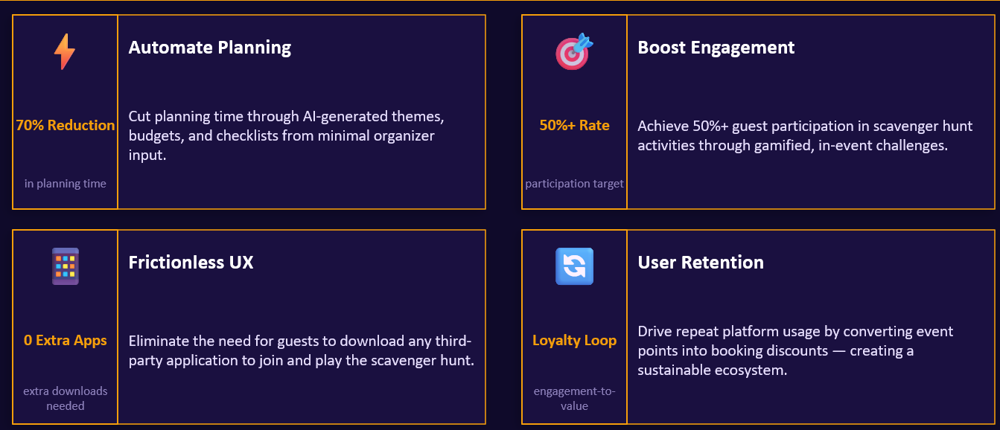 Automate Planning
70% Reduction
in planning time
Cut planning time through AI-generated themes,
budgets, and checklists from minimal organizer
input.
Boost Engagement
50%+ Rate
participation target
Achieve 50%+ guest participation in scavenger hunt
activities through gamified, in-event challenges.
Frictionless UX
0 Extra Apps
extra downloads
needed
Eliminate the need for guests to download any third-
party application to join and play the scavenger hunt.
User Retention
Loyalty Loop
engagement-to-
value
Drive repeat platform usage by converting event
points into booking discounts — creating a
sustainable ecosystem.